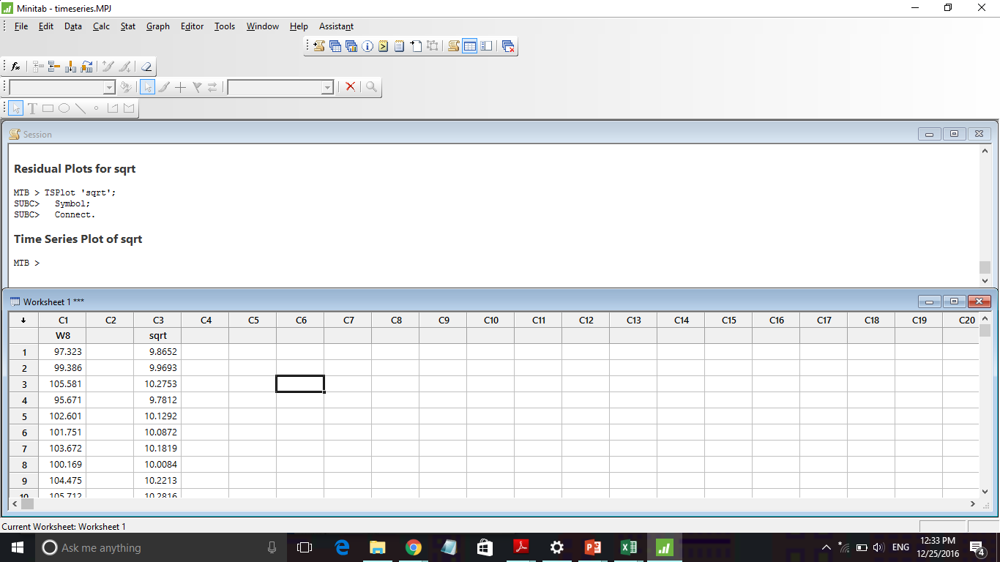 Minitab - timeseries.MPJ
File Edit Data Calc Stat Graph Editor Tools Window Help Assistant
Session
Residual Plots for sqrt
MTB > TSPlot 'sqrt';
SUBC> Symbol;
SUBC> Connect.
Time Series Plot of sqrt
MTB >
Worksheet 1 ***
C1 C2 C3 C4 C5 C6 C7 C8 C9 C10 C11 C12 C13 C14 C15 C16 C17 C18 C19 C20
W8 sqrt
1 97.323 9.8652
2 99.386 9.9693
3 105.581 10.2753
4 95.671 9.7812
5 102.601 10.1292
6 101.751 10.0872
7 103.672 10.1819
8 100.169 10.0084
9 104.475 10.2213
10 105.712 10.2816
Current Worksheet: Worksheet 1
Ask me anything
ENG
12:33 PM
12/25/2016
4